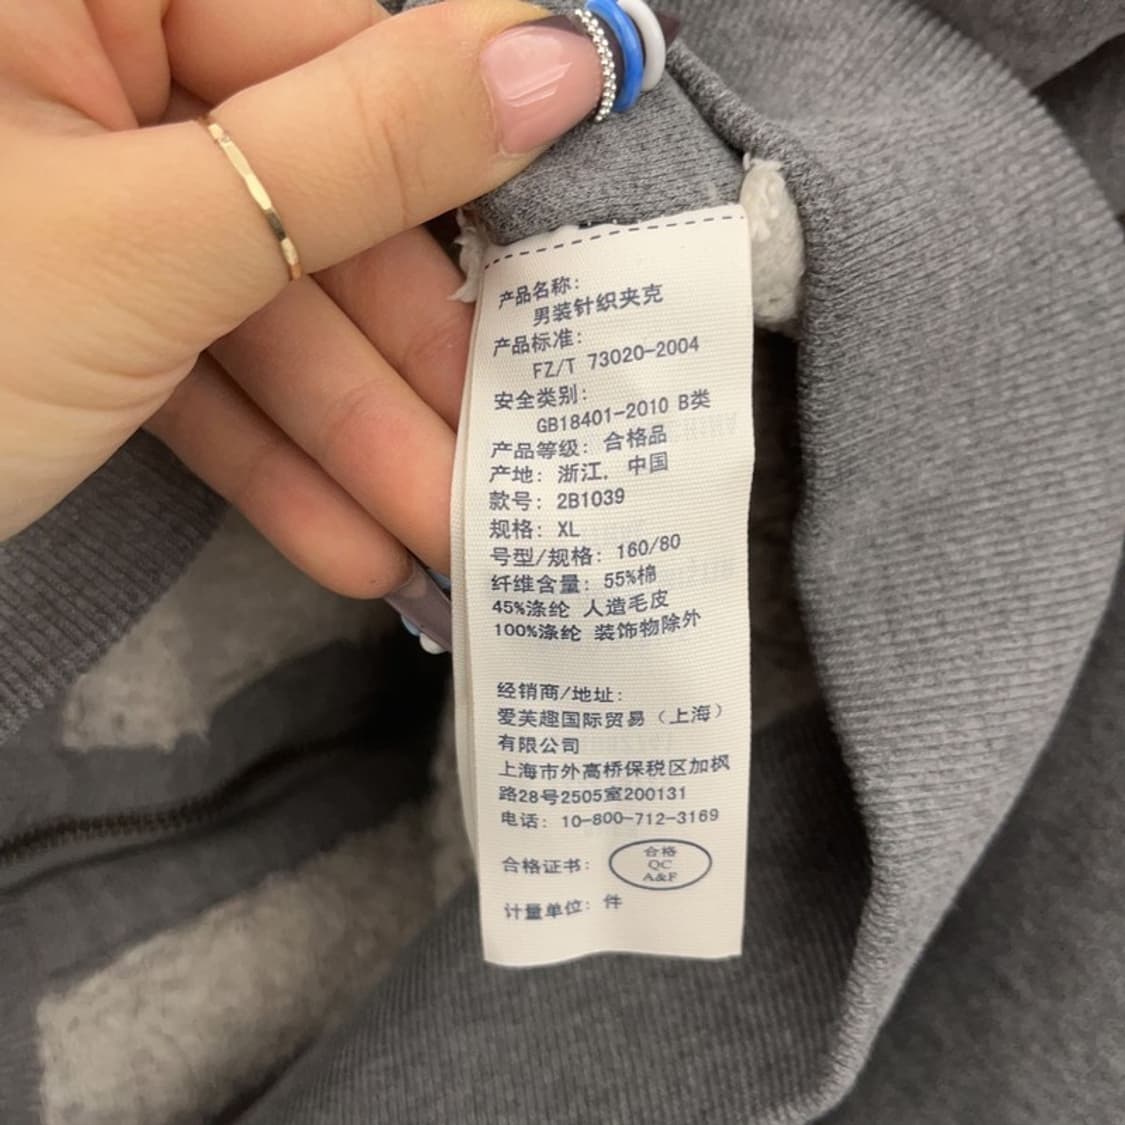 产品名称:
男装针织夹克
产品标准:
FZ/T 73020-2004
安全类别:
GB18401-2010 B类
产品等级: 合格品
产地: 浙江, 中国
款号: 2B1039
规格: XL
号型/规格: 160/80
纤维含量: 55%棉
45%涤纶 人造毛皮
100%涤纶 装饰物除外
经销商/地址:
爱芙趣国际贸易（上海）
有限公司
上海市外高桥保税区加枫
路28号2505室200131
电话: 10-800-712-3169
合格证书:
合格
QC
A&F
计量单位: 件